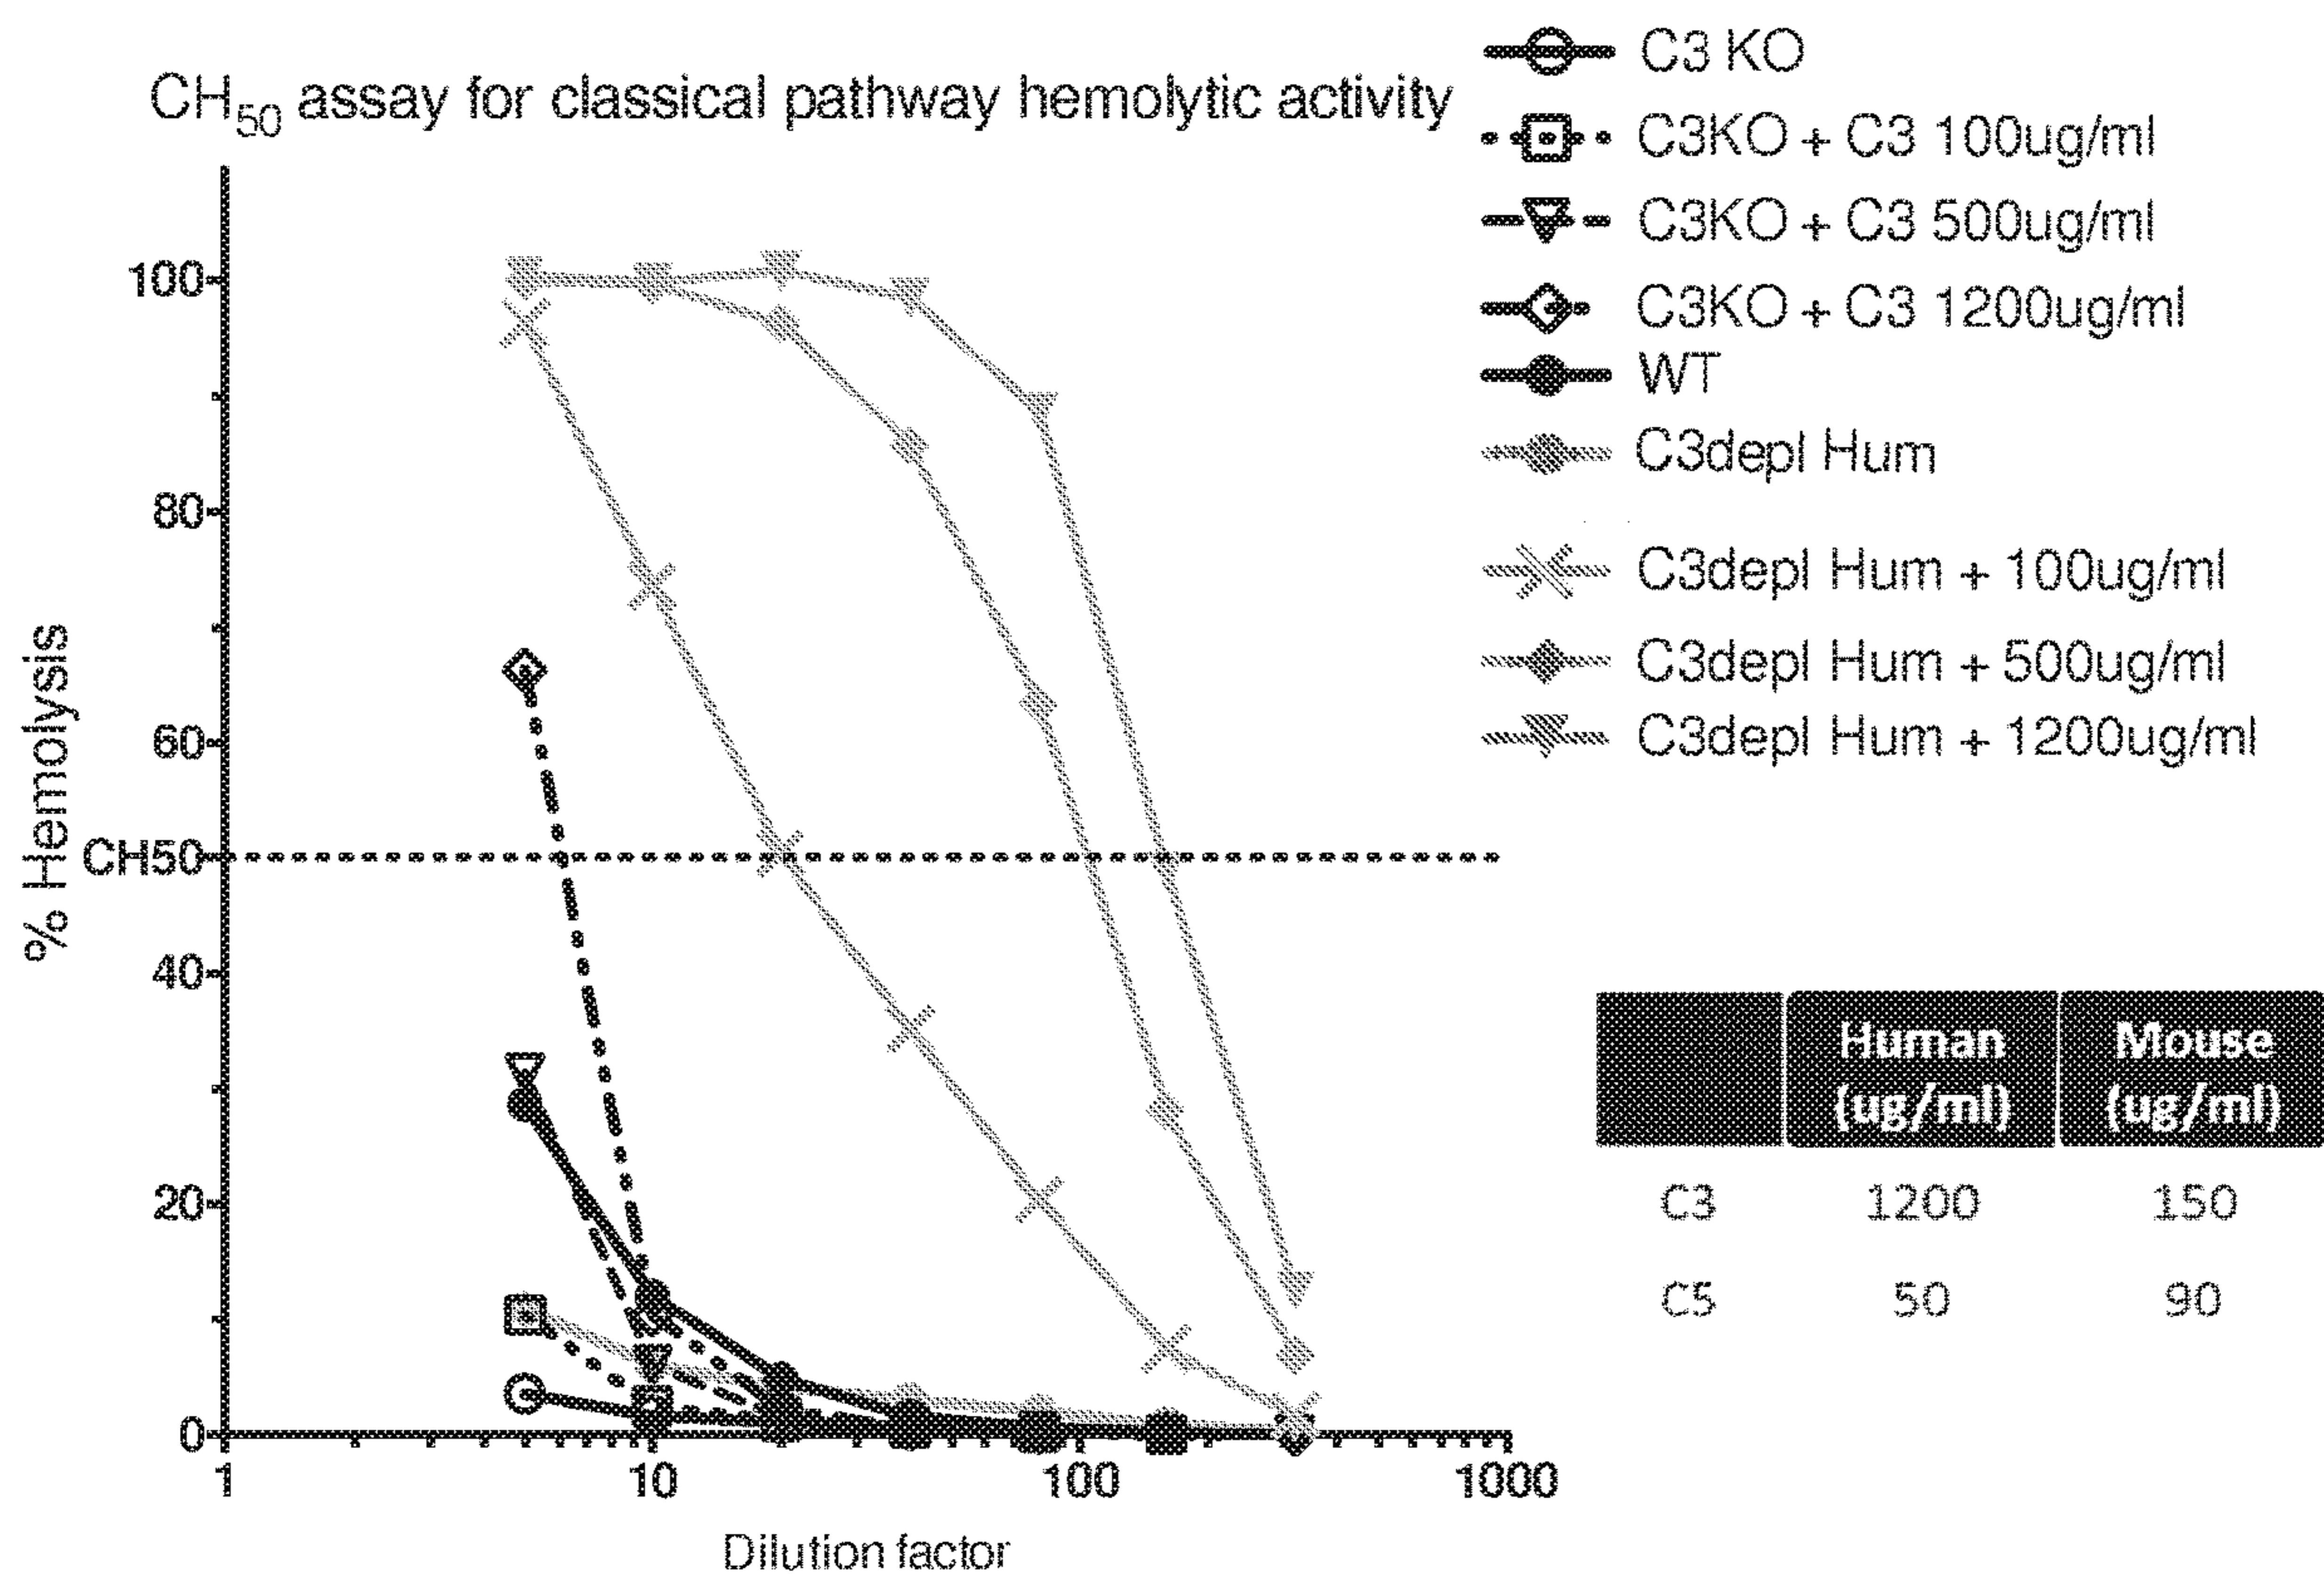 CH50 assay for classical pathway hemolytic activity
C3 KO
C3KO + C3 100ug/ml
C3KO + C3 500ug/ml
C3KO + C3 1200ug/ml
WT
C3depl Hum
C3depl Hum + 100ug/ml
C3depl Hum + 500ug/ml
C3depl Hum + 1200ug/ml
% Hemolysis
100
80
60
CH50
40
20
0
1 10 100 1000
Dilution factor
Human (ug/ml) Mouse (ug/ml)
C3 1200 150
C5 50 90